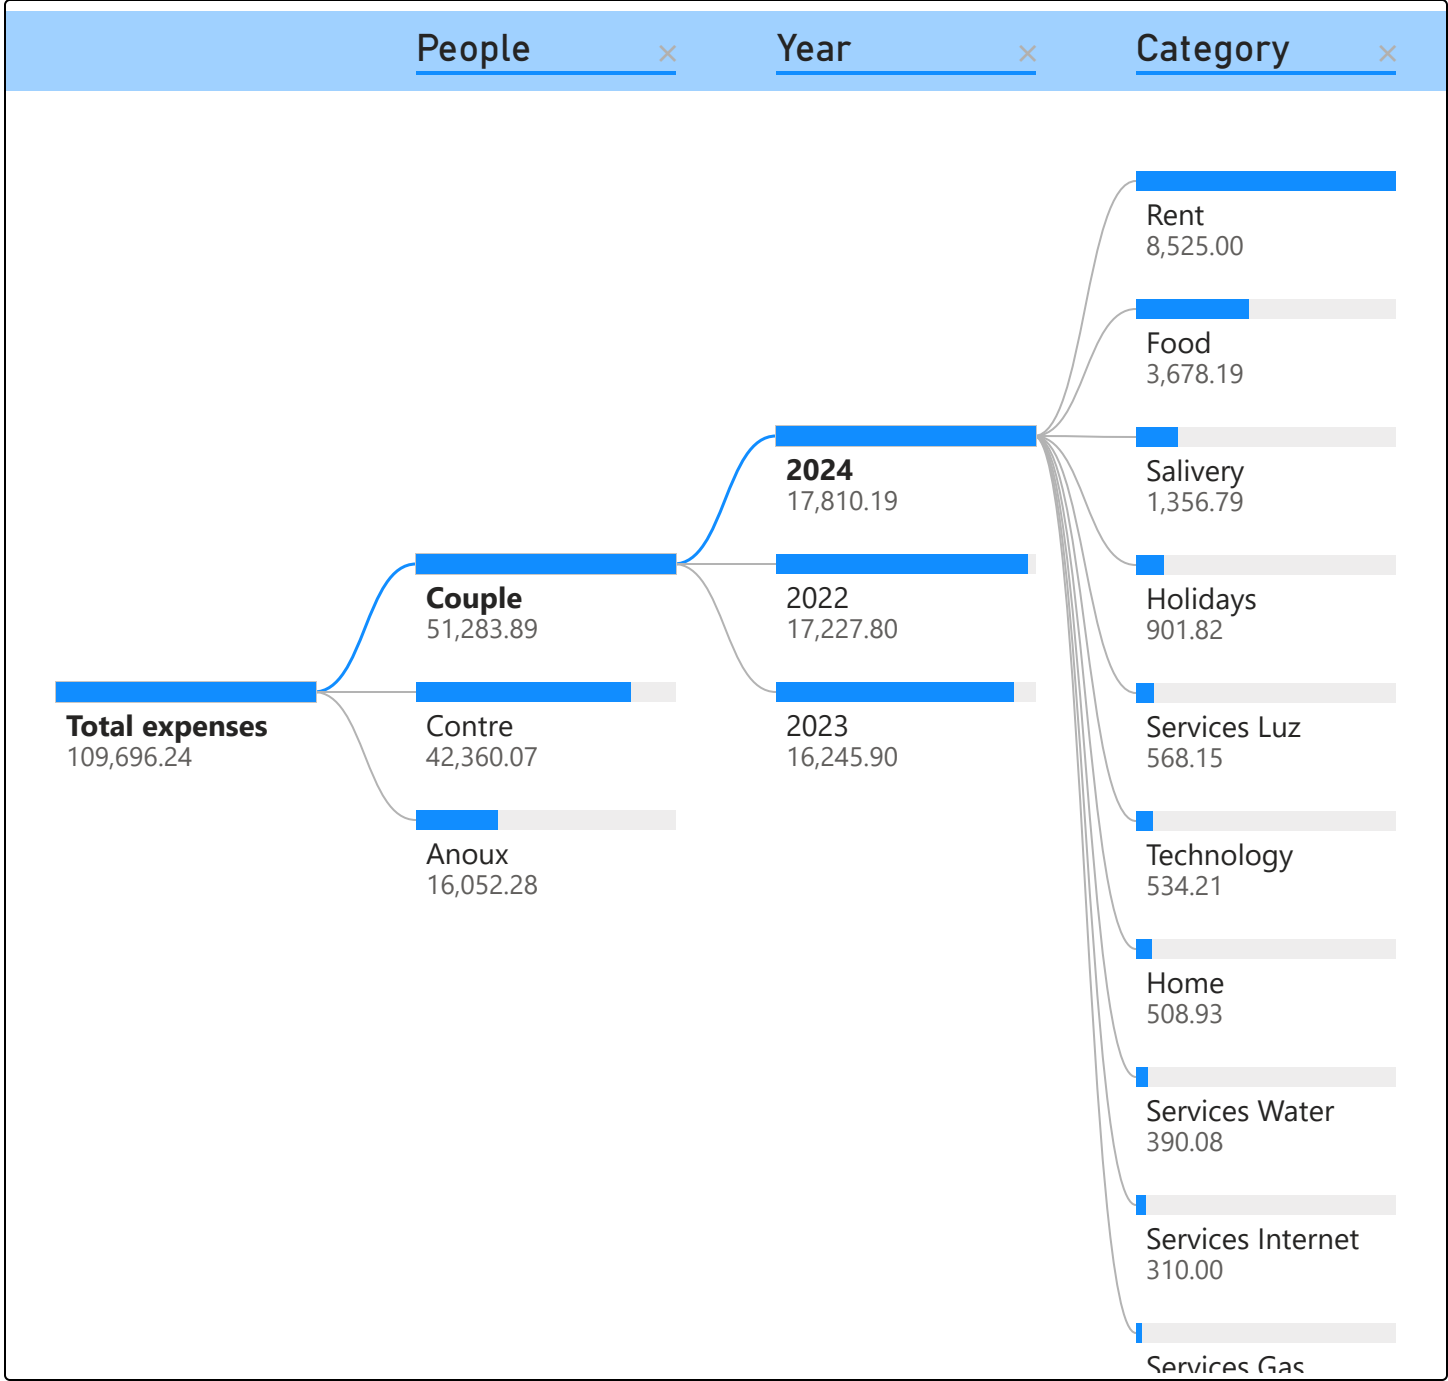 People
Year
Category
Total expenses
109,696.24
Couple
51,283.89
Contre
42,360.07
Anoux
16,052.28
2024
17,810.19
2022
17,227.80
2023
16,245.90
Rent
8,525.00
Food
3,678.19
Salivery
1,356.79
Holidays
901.82
Services Luz
568.15
Technology
534.21
Home
508.93
Services Water
390.08
Services Internet
310.00
Services Gas